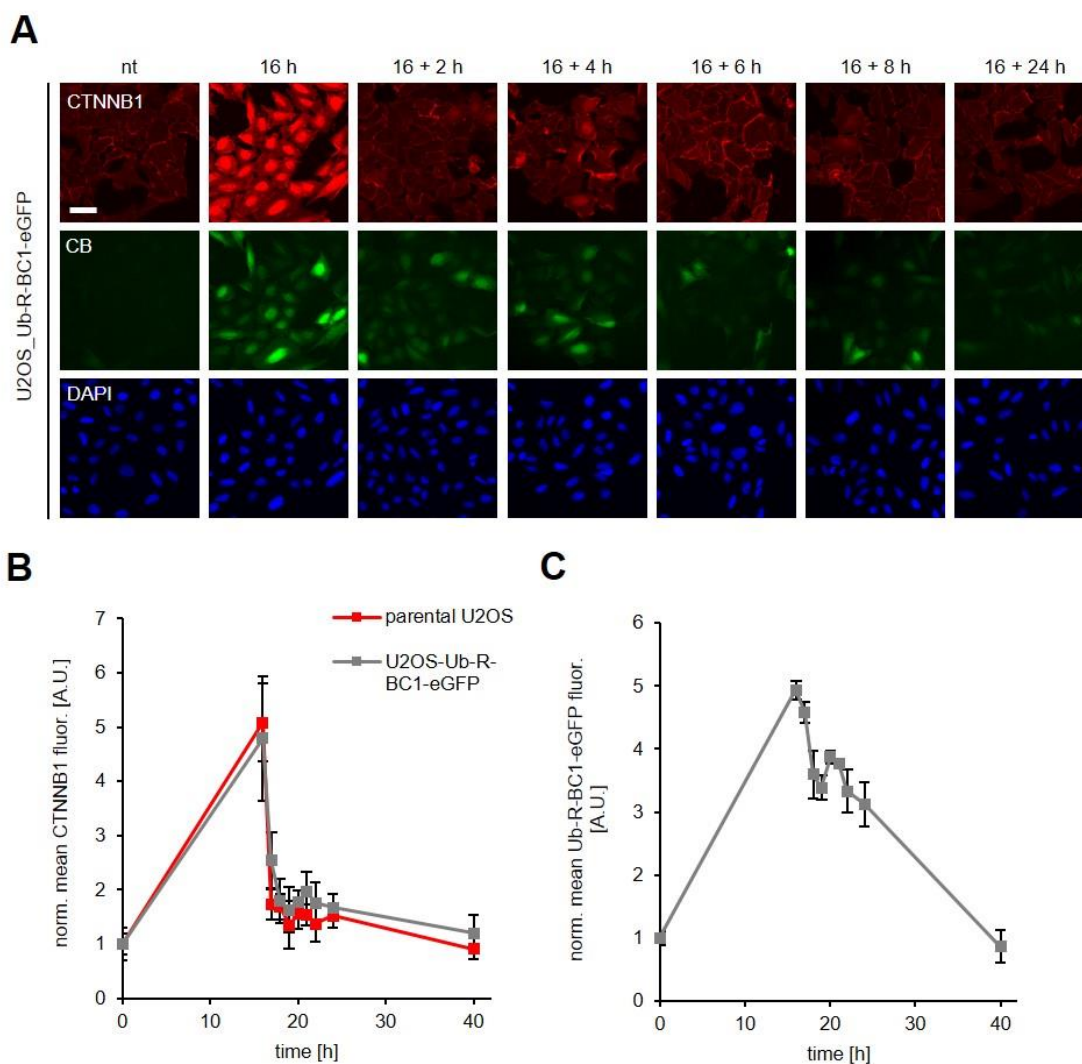 A
nt 16 h 16 + 2 h 16 + 4 h 16 + 6 h 16 + 8 h 16 + 24 h
U2OS_Ub-R-BC1-eGFP
CTNNB1
CB
DAPI
B
norm. mean CTNNB1 fluor. [A.U.]
7
6
5
4
3
2
1
0
0 10 20 30 40
time [h]
parental U2OS
U2OS-Ub-R-
BC1-eGFP
C
norm. mean Ub-R-BC1-eGFP fluor.
[A.U.]
6
5
4
3
2
1
0
0 10 20 30 40
time [h]